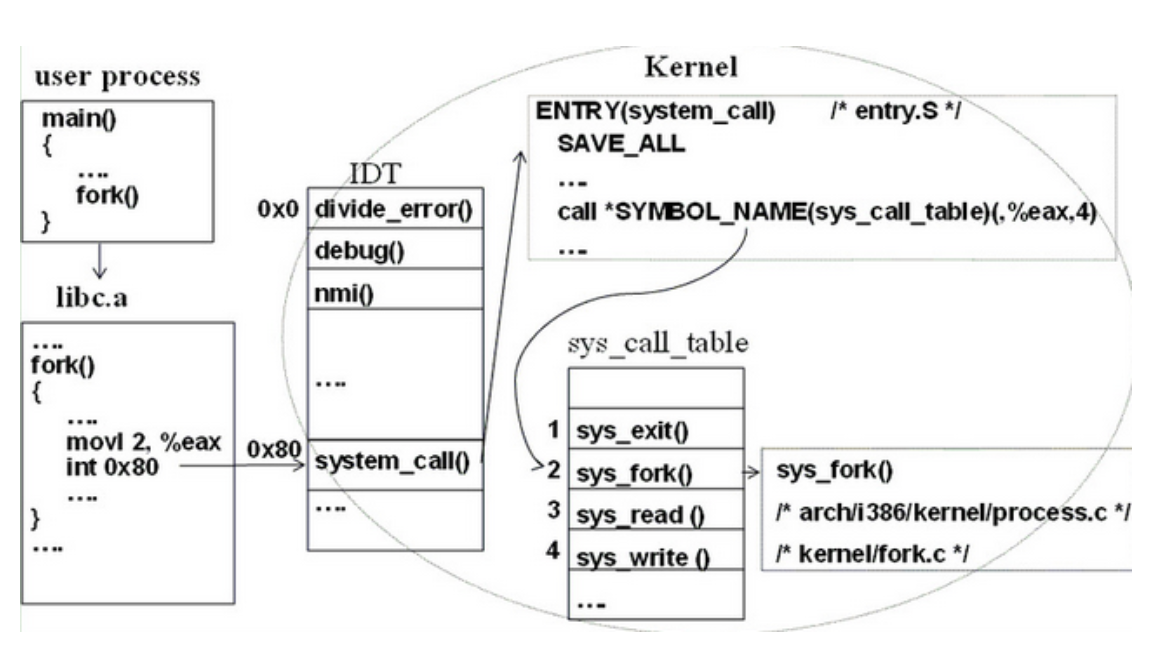 user process
main()
{
....
fork()
}
libc.a
....
fork()
{
....
movl 2, %eax
int 0x80
....
}
....
IDT
0x0 divide_error()
debug()
nmi()
....
0x80 system_call()
....
Kernel
ENTRY(system_call) /* entry.S */
SAVE_ALL
....
call *SYMBOL_NAME(sys_call_table)(,%eax,4)
....
sys_call_table
1 sys_exit()
2 sys_fork()
3 sys_read ()
4 sys_write ()
....
sys_fork()
/* arch/i386/kernel/process.c */
/* kernel/fork.c */